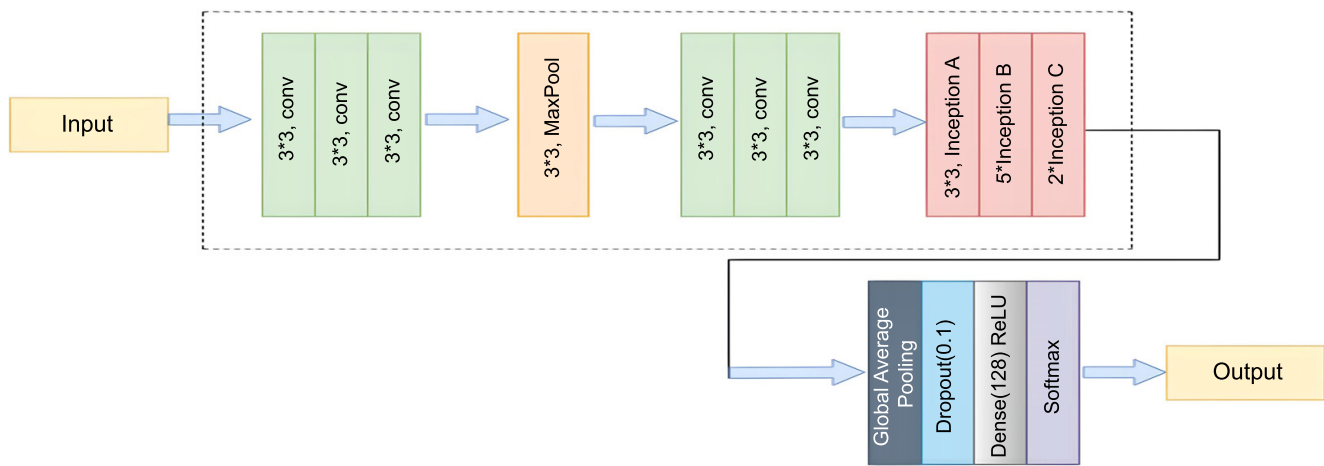 Input
3*3, conv
3*3, conv
3*3, conv
3*3, MaxPool
3*3, conv
3*3, conv
3*3, conv
3*3, Inception A
5*Inception B
2*Inception C
Global Average
Pooling
Dropout(0.1)
Dense(128) ReLU
Softmax
Output